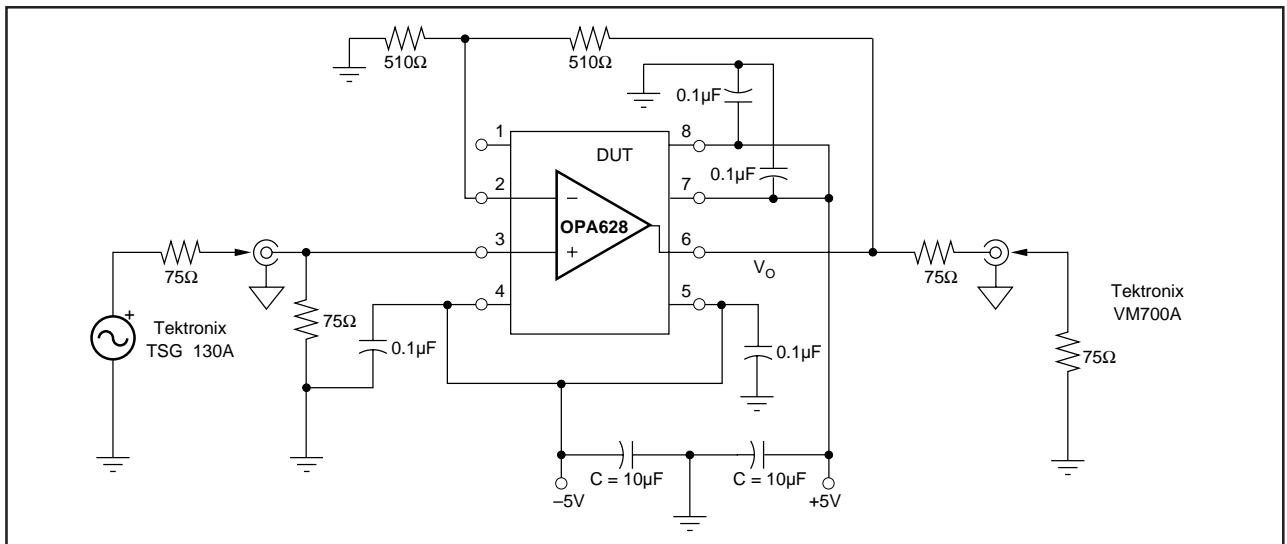 510Ω
510Ω
0.1µF
1
8
DUT
0.1µF
2
7
−
OPA628
3
6
+
75Ω
V_O
75Ω
4
5
Tektronix
TSG 130A
+
75Ω
0.1µF
0.1µF
Tektronix
VM700A
75Ω
C = 10µF
C = 10µF
–5V
+5V